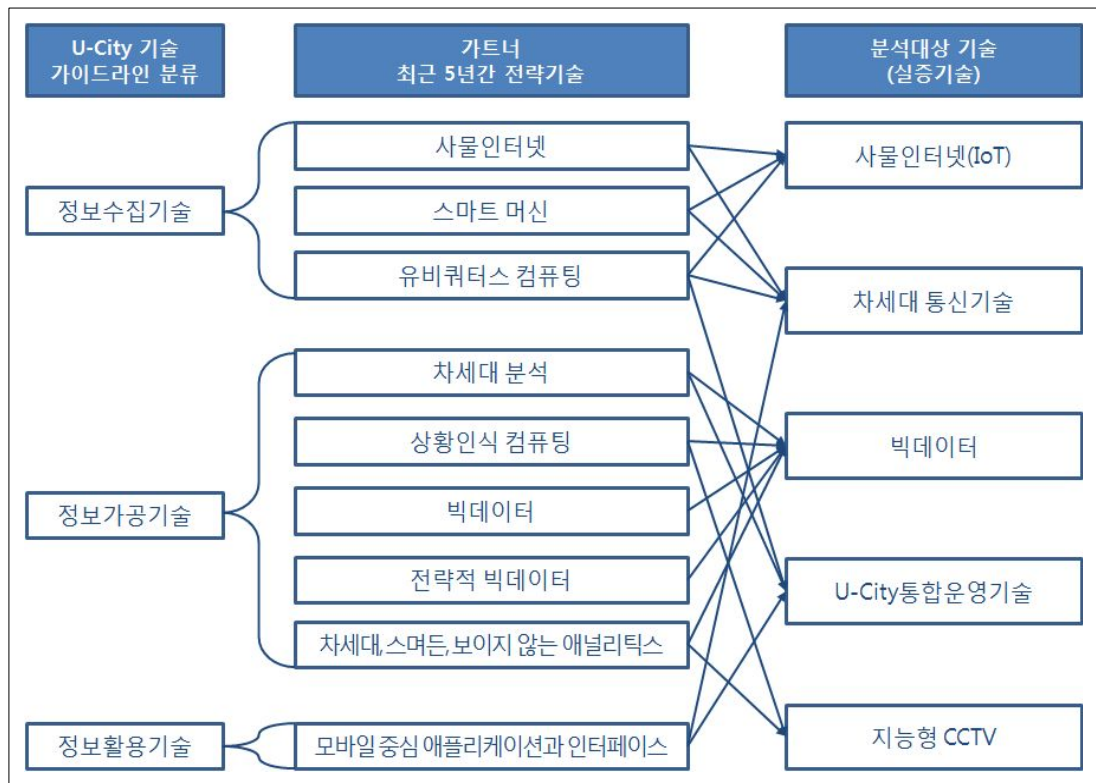 U-City 기술
가이드라인 분류
가트너
최근 5년간 전략기술
분석대상 기술
(실증기술)
정보수집기술
사물인터넷
스마트 머신
유비쿼터스 컴퓨팅
사물인터넷(IoT)
차세대 통신기술
정보가공기술
차세대 분석
상황인식 컴퓨팅
빅데이터
전략적 빅데이터
차세대, 스며든, 보이지 않는 애널리틱스
빅데이터
U-City통합운영기술
정보활용기술
모바일 중심 애플리케이션과 인터페이스
지능형 CCTV